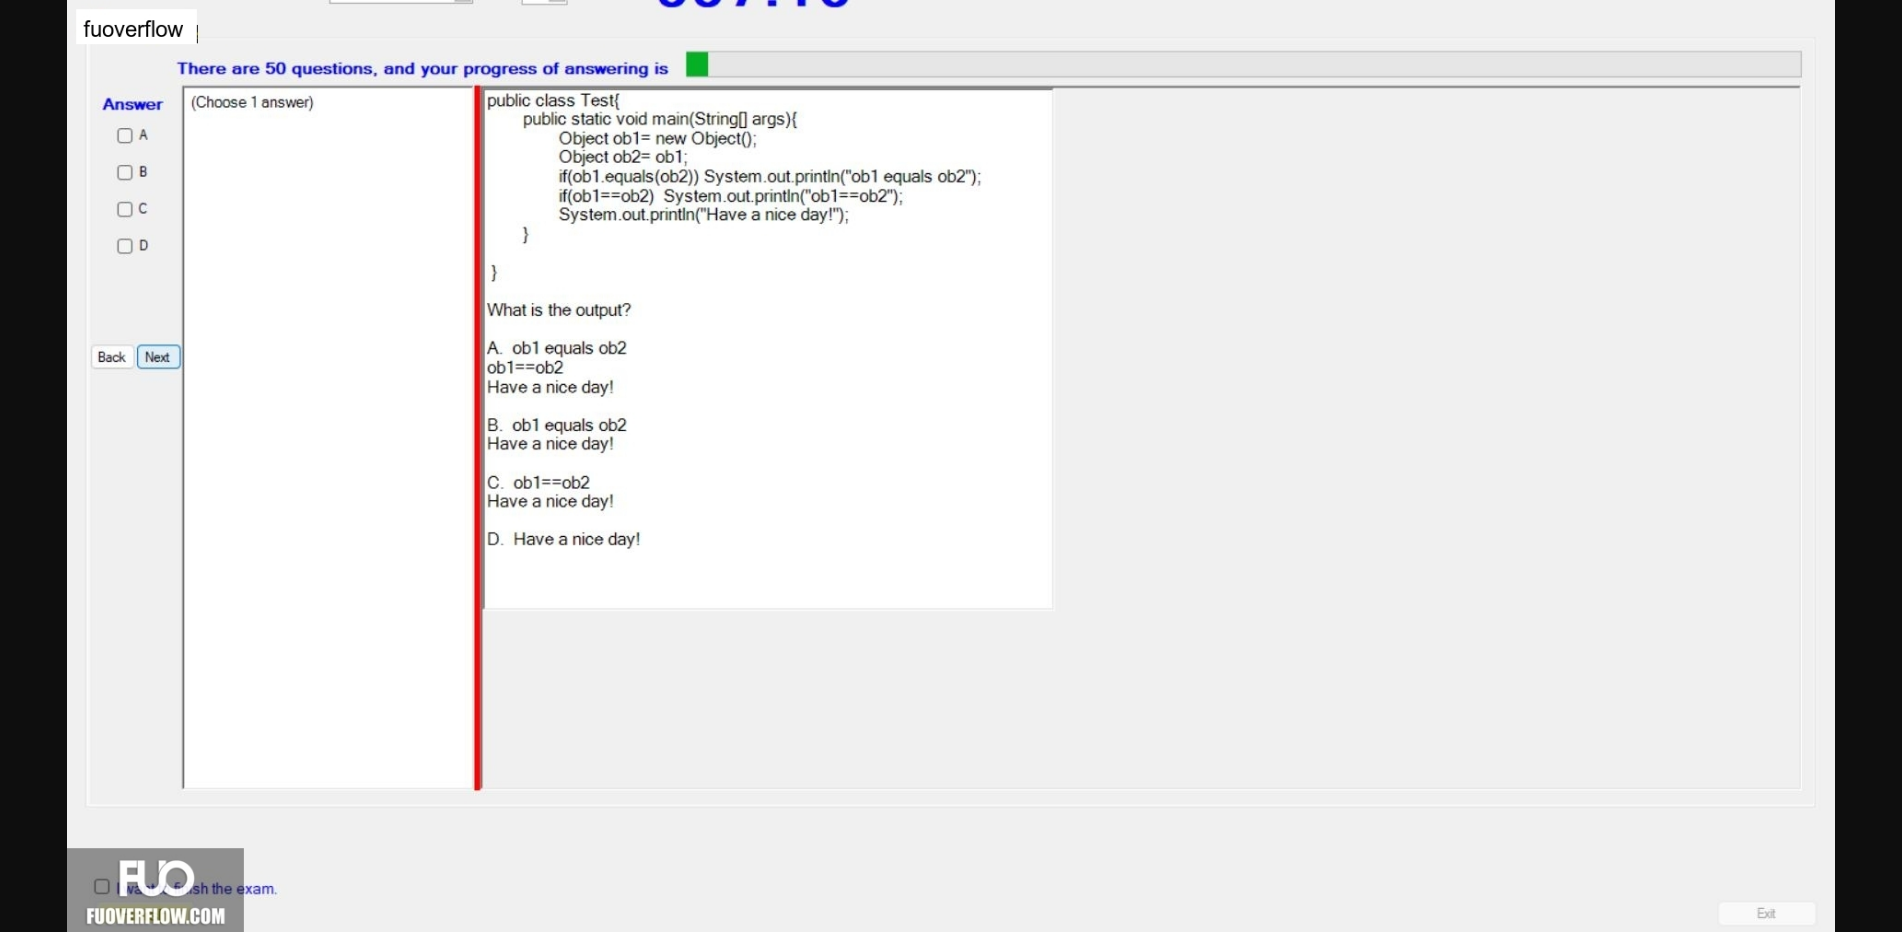 fuoverflow
There are 50 questions, and your progress of answering is
Answer
(Choose 1 answer)
A
B
C
D
Back Next
public class Test{
public static void main(String[] args){
Object ob1= new Object();
Object ob2= ob1;
if(ob1.equals(ob2)) System.out.println("ob1 equals ob2");
if(ob1==ob2)  System.out.println("ob1==ob2");
System.out.println("Have a nice day!");
}
}
What is the output?
A.  ob1 equals ob2
ob1==ob2
Have a nice day!
B.  ob1 equals ob2
Have a nice day!
C.  ob1==ob2
Have a nice day!
D.  Have a nice day!
FUO
I the exam.
FUOVERFLOW.COM
Exit